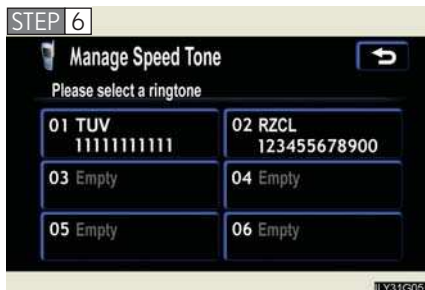 STEP 6
Manage Speed Tone
Please select a ringtone
01 TUV
11111111111
02 RZCL
123455678900
03 Empty
04 Empty
05 Empty
06 Empty
ILY31G05